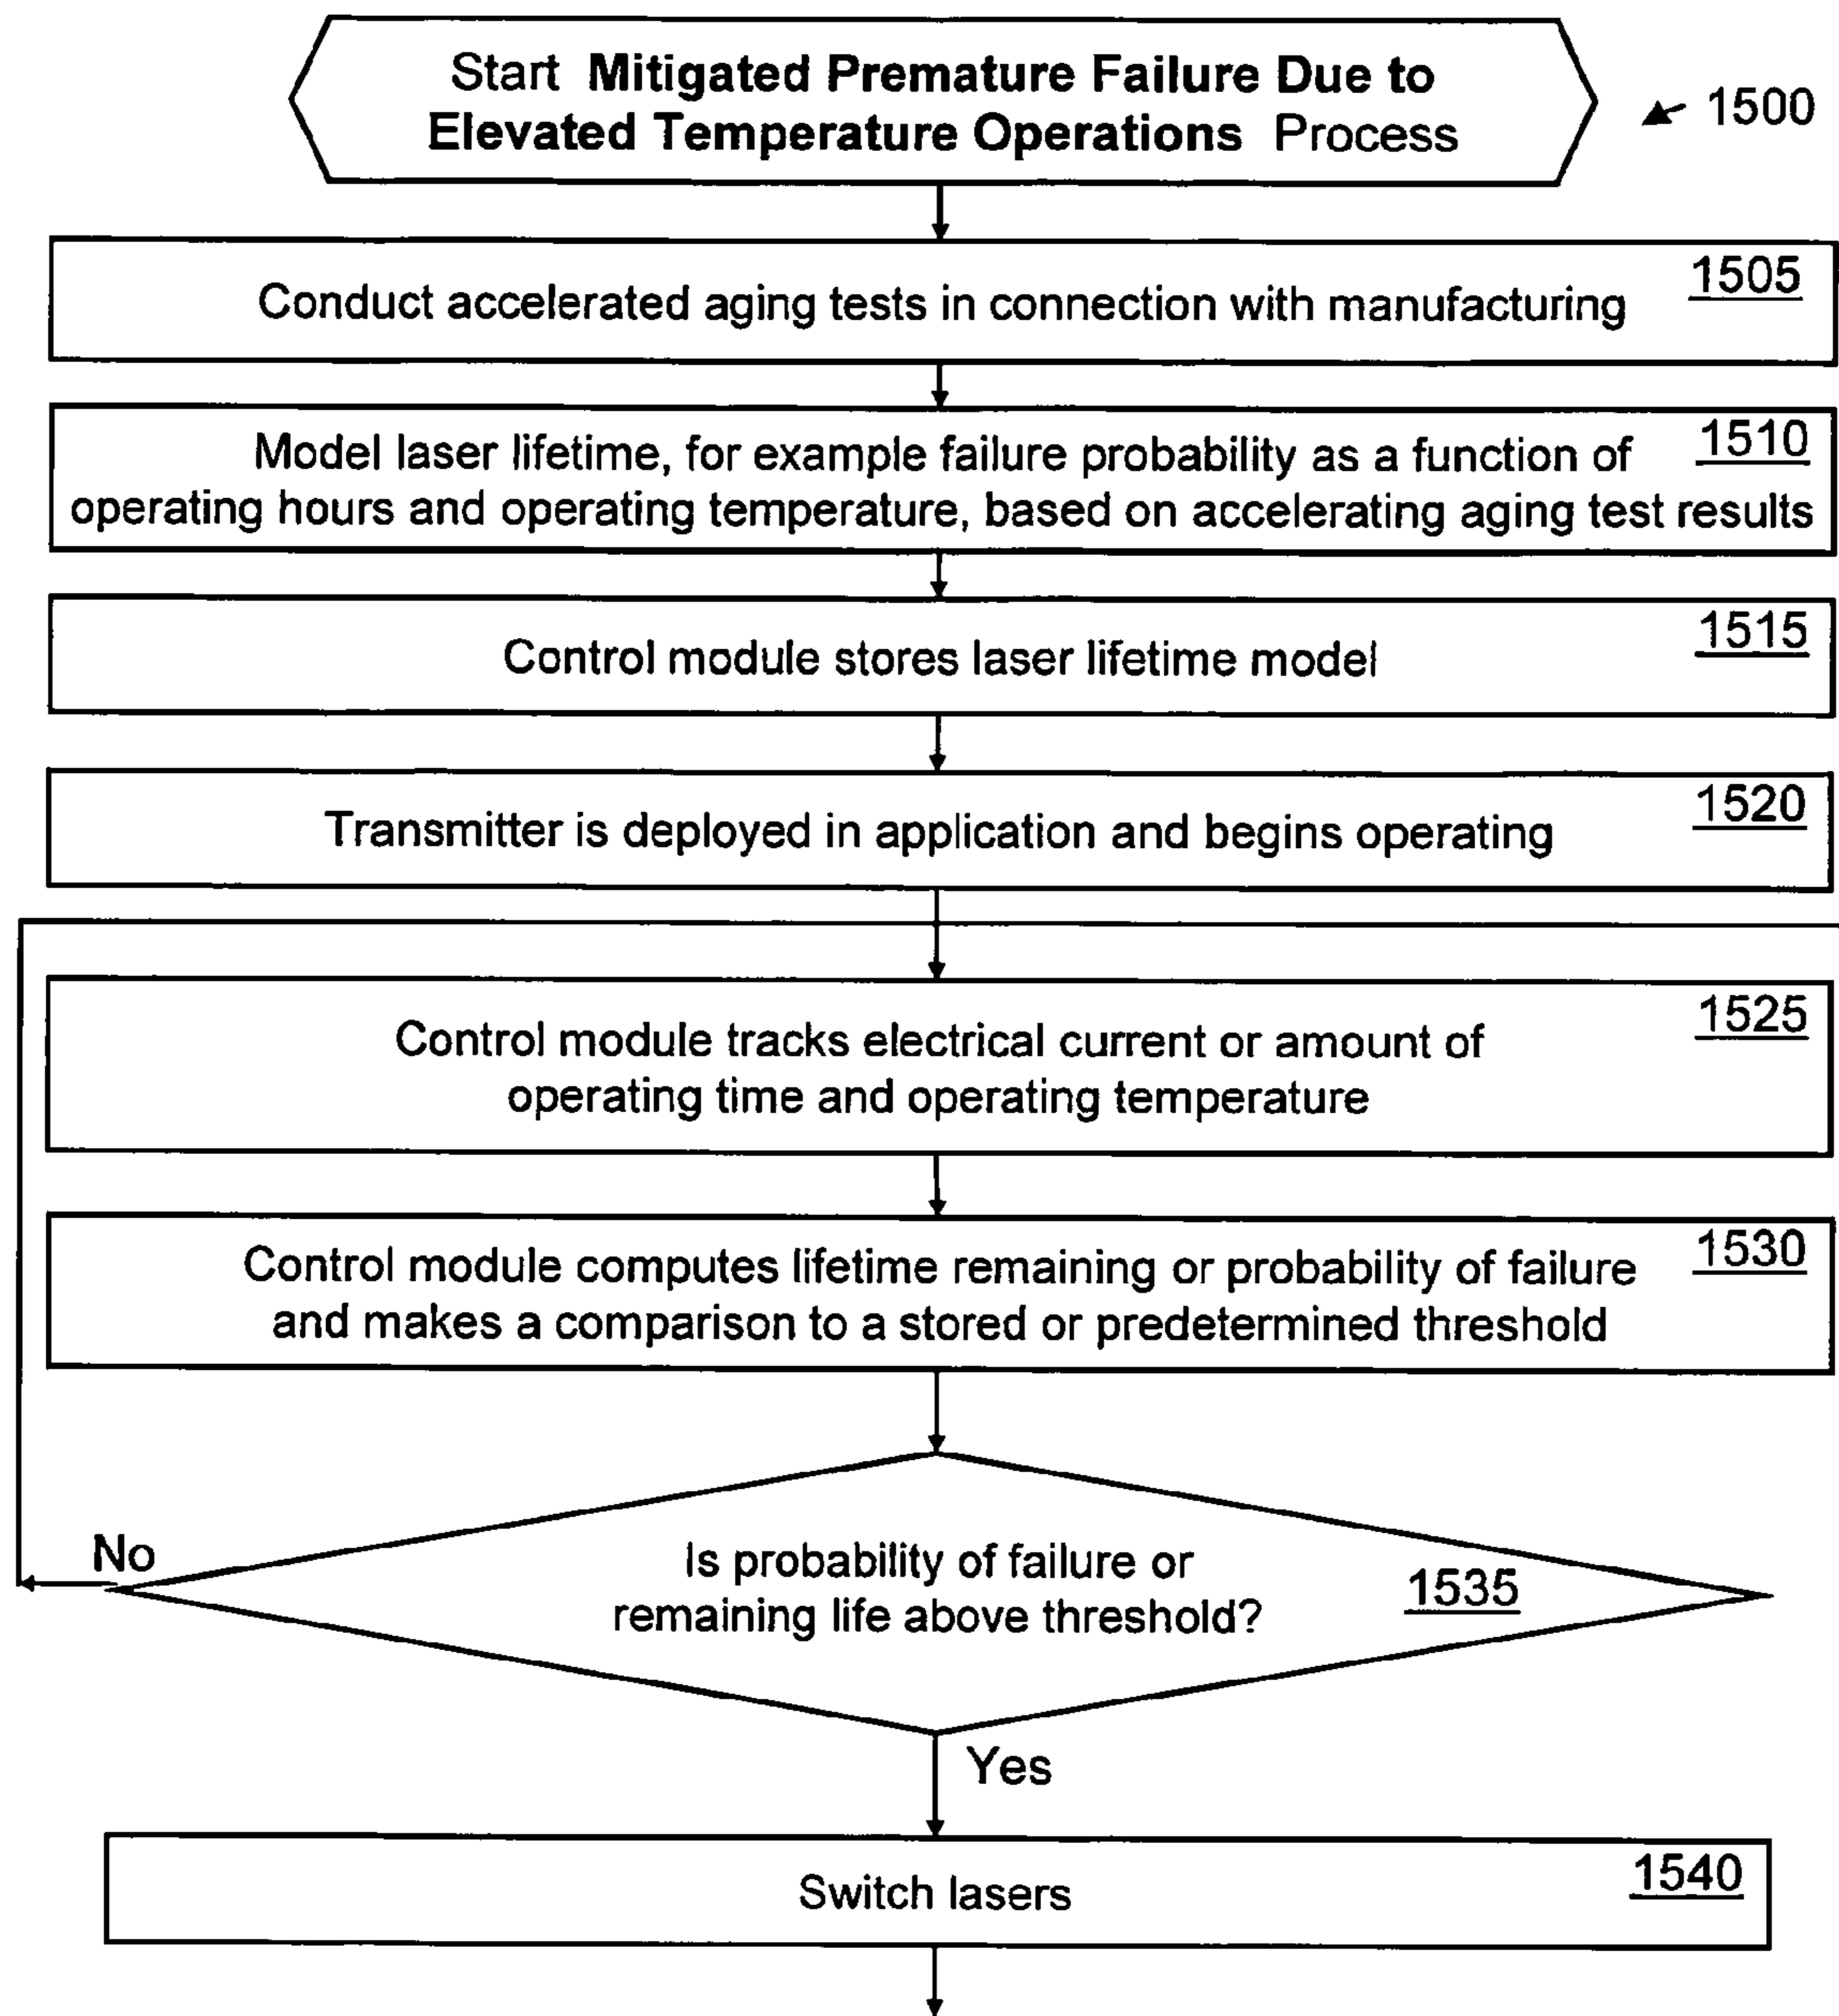 Start Mitigated Premature Failure Due to
Elevated Temperature Operations Process
1500
1505
Conduct accelerated aging tests in connection with manufacturing
1510
Model laser lifetime, for example failure probability as a function of
operating hours and operating temperature, based on accelerating aging test results
1515
Control module stores laser lifetime model
1520
Transmitter is deployed in application and begins operating
1525
Control module tracks electrical current or amount of
operating time and operating temperature
1530
Control module computes lifetime remaining or probability of failure
and makes a comparison to a stored or predetermined threshold
No
Is probability of failure or
remaining life above threshold?
1535
Yes
1540
Switch lasers